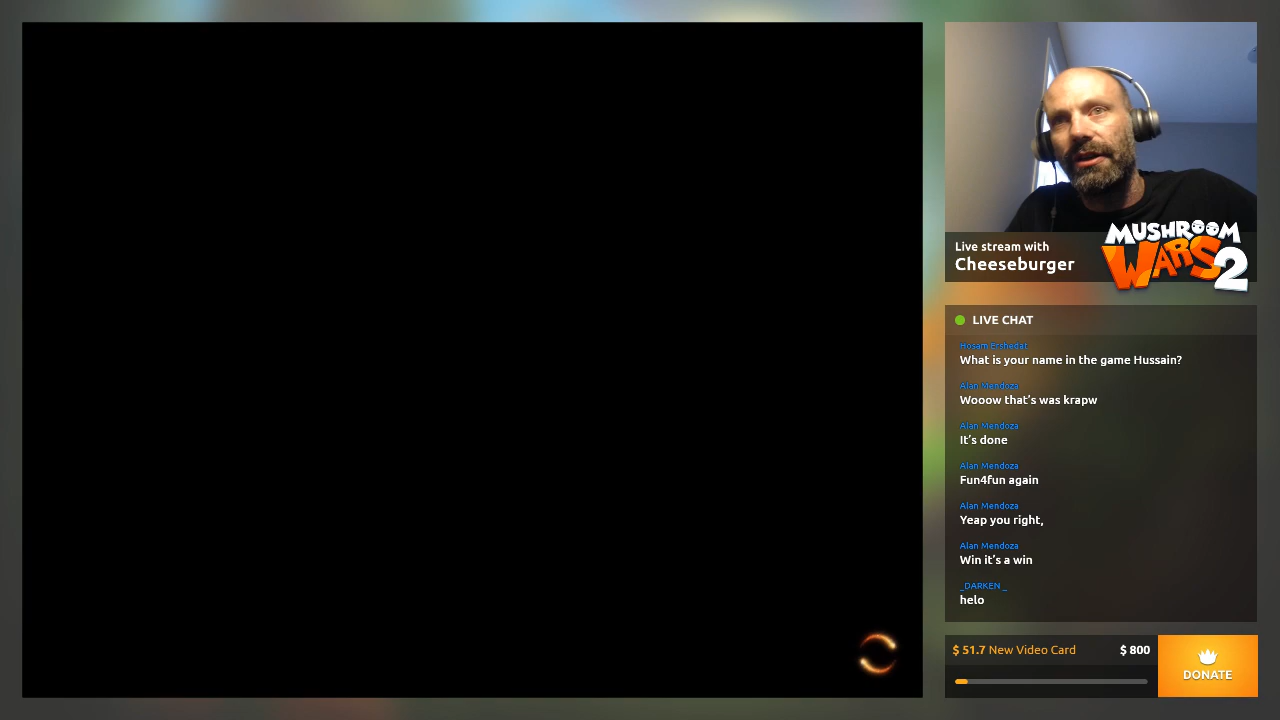 Live stream with
Cheeseburger
MUSHROOM
WARS 2
LIVE CHAT
Hosam Ershedat
What is your name in the game Hussain?
Alan Mendoza
Wooow that's was krapw
Alan Mendoza
It's done
Alan Mendoza
Fun4fun again
Alan Mendoza
Yeap you right,
Alan Mendoza
Win it's a win
_DARKEN_
helo
$ 51.7 New Video Card
$ 800
DONATE